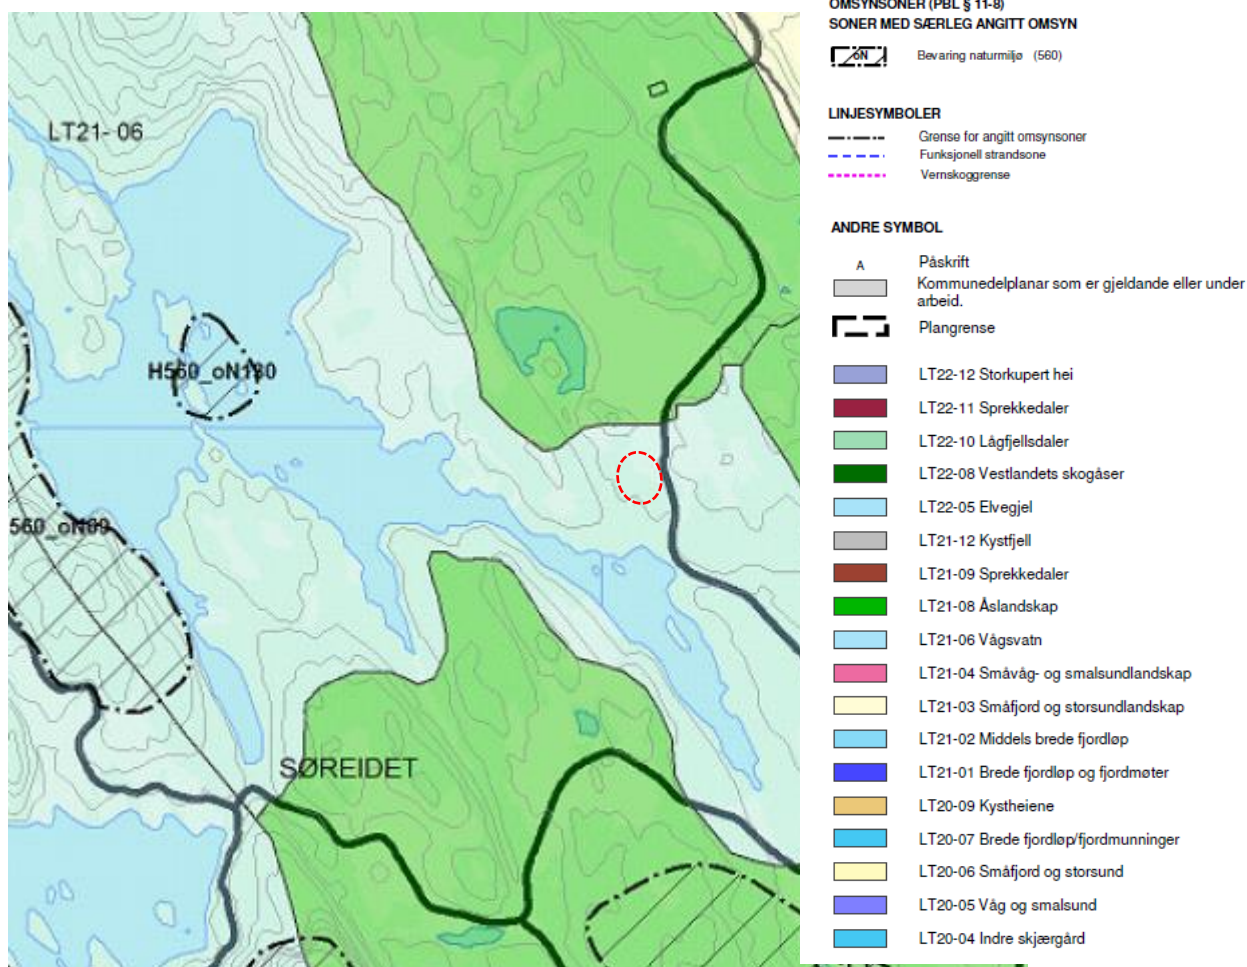 LT21-06
H560_oN130
560_oN09
SØREIDET
OMSYNSONER (PBL § 11-8)
SONER MED SÆRLEG ANGITT OMSYN
oN
Bevaring naturmiljø (560)
LINJESYMBOLER
Grense for angitt omsynsoner
Funksjonell strandsone
Vernskoggrense
ANDRE SYMBOL
A Påskrift
Kommunedelplanar som er gjeldande eller under
arbeid.
Plangrense
LT22-12 Storkupert hei
LT22-11 Sprekkedaler
LT22-10 Lågfjellsdaler
LT22-08 Vestlandets skogåser
LT22-05 Elvegjel
LT21-12 Kystfjell
LT21-09 Sprekkedaler
LT21-08 Åslandskap
LT21-06 Vågsvatn
LT21-04 Småvåg- og smalsundlandskap
LT21-03 Småfjord og storsundlandskap
LT21-02 Middels brede fjordløp
LT21-01 Brede fjordløp og fjordmøter
LT20-09 Kystheiene
LT20-07 Brede fjordløp/fjordmunninger
LT20-06 Småfjord og storsund
LT20-05 Våg og smalsund
LT20-04 Indre skjærgård